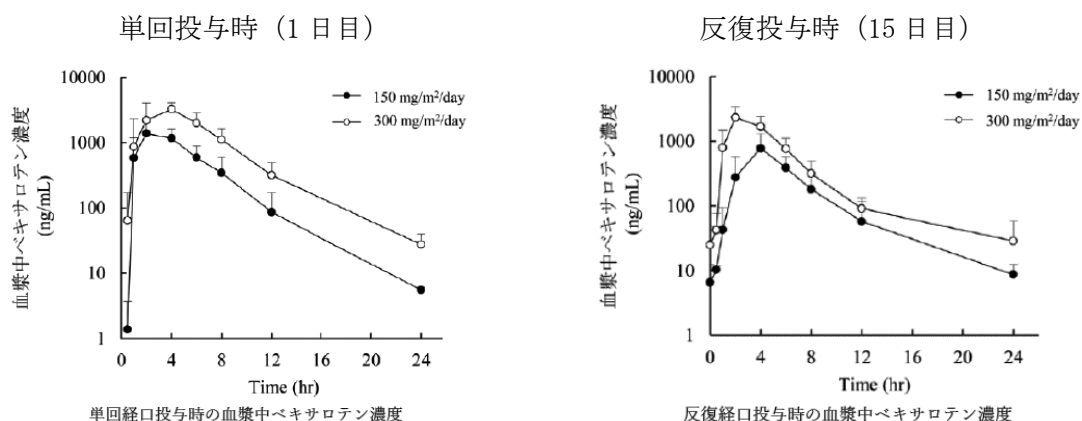 単回投与時（1 日目）
10000
1000
100
10
1
0
4
8
12
16
20
24
血漿中ベキサロテン濃度
(ng/mL)
150 mg/m²/day
300 mg/m²/day
Time (hr)
単回経口投与時の血漿中ベキサロテン濃度
反復投与時（15 日目）
10000
1000
100
10
1
0
4
8
12
16
20
24
血漿中ベキサロテン濃度
(ng/mL)
150 mg/m²/day
300 mg/m²/day
Time (hr)
反復経口投与時の血漿中ベキサロテン濃度